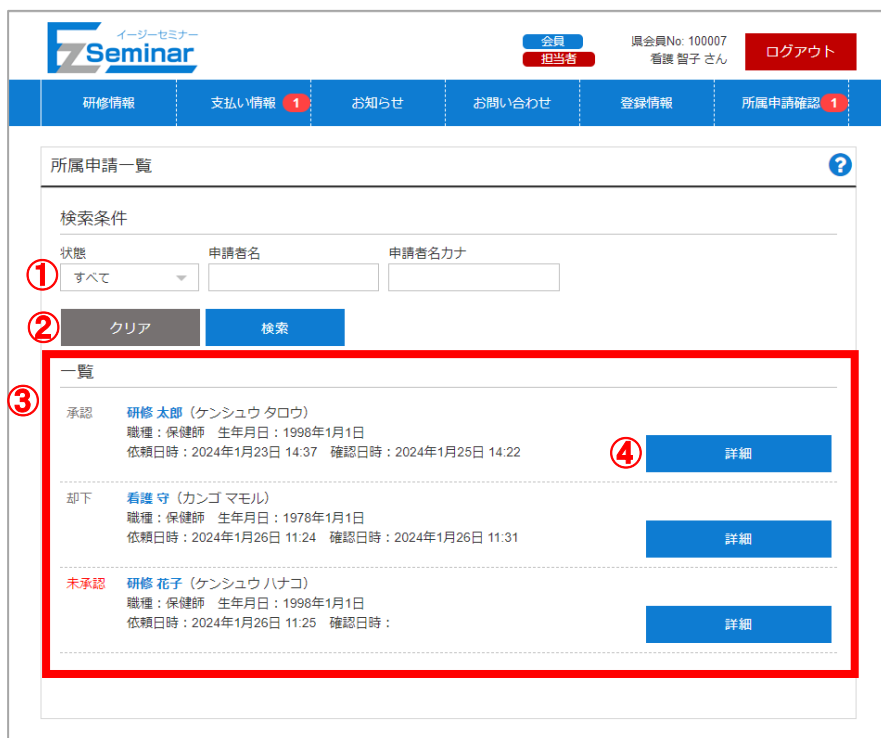 イージーセミナー
EZ Seminar
会員
担当者
県会員No: 100007
看護 智子 さん
ログアウト
研修情報
支払い情報 1
お知らせ
お問い合わせ
登録情報
所属申請確認 1
所属申請一覧
?
検索条件
状態
申請者名
申請者名カナ
①
すべて
②
クリア
検索
③
一覧
承認
研修 太郎（ケンシュウ タロウ）
職種：保健師 生年月日：1998年1月1日
依頼日時：2024年1月23日 14:37 確認日時：2024年1月25日 14:22
④
詳細
却下
看護 守（カンゴ マモル）
職種：保健師 生年月日：1978年1月1日
依頼日時：2024年1月26日 11:24 確認日時：2024年1月26日 11:31
詳細
未承認
研修 花子（ケンシュウ ハナコ）
職種：保健師 生年月日：1998年1月1日
依頼日時：2024年1月26日 11:25 確認日時：
詳細